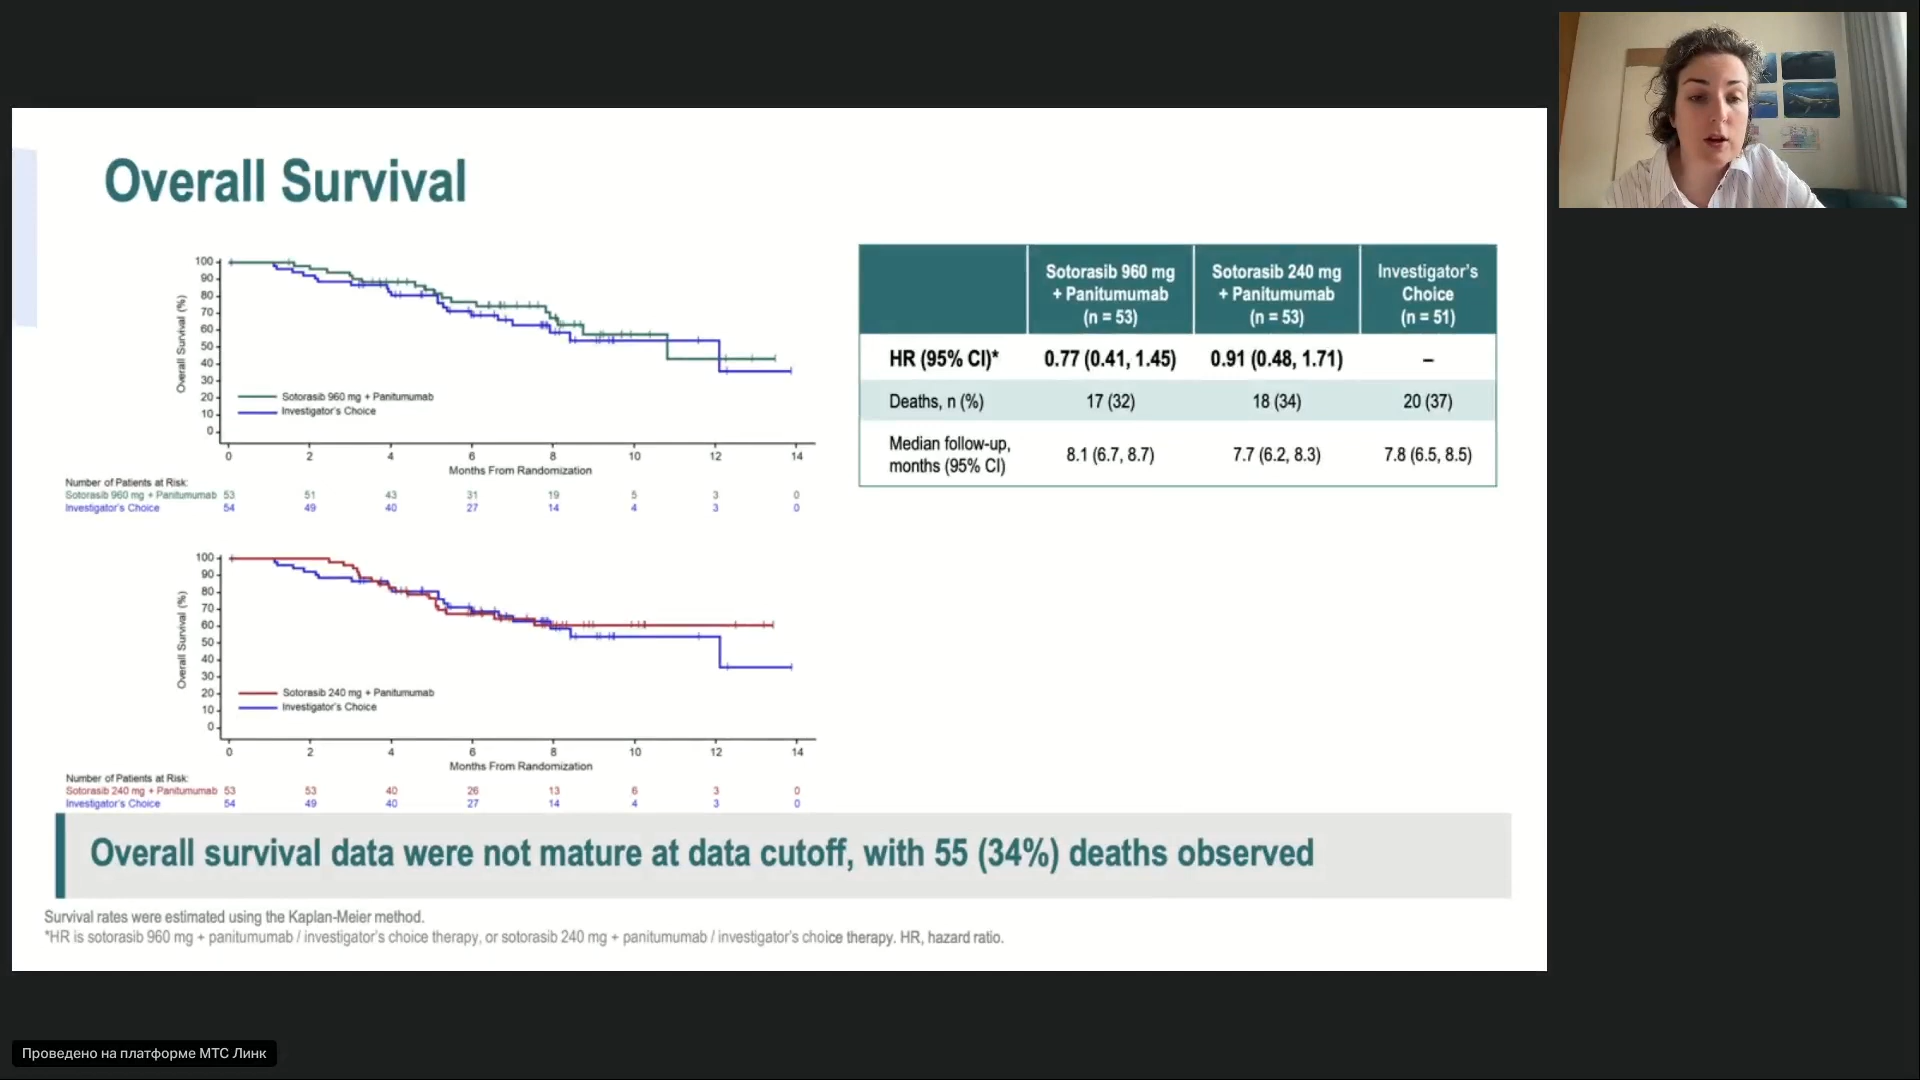 Overall Survival
100
90
80
70
60
50
40
30
20
10
0
Overall Survival (%)
Sotorasib 960 mg + Panitumumab
Investigator's Choice
0 2 4 6 8 10 12 14
Months From Randomization
Number of Patients at Risk:
Sotorasib 960 mg + Panitumumab 53 51 43 31 19 5 3 0
Investigator's Choice 54 49 40 27 14 4 3 0
100
90
80
70
60
50
40
30
20
10
0
Overall Survival (%)
Sotorasib 240 mg + Panitumumab
Investigator's Choice
0 2 4 6 8 10 12 14
Months From Randomization
Number of Patients at Risk:
Sotorasib 240 mg + Panitumumab 53 53 40 26 13 6 3 0
Investigator's Choice 54 49 40 27 14 4 3 0
Sotorasib 960 mg + Panitumumab (n = 53)
Sotorasib 240 mg + Panitumumab (n = 53)
Investigator's Choice (n = 51)
HR (95% CI)* 0.77 (0.41, 1.45) 0.91 (0.48, 1.71) –
Deaths, n (%) 17 (32) 18 (34) 20 (37)
Median follow-up, months (95% CI) 8.1 (6.7, 8.7) 7.7 (6.2, 8.3) 7.8 (6.5, 8.5)
Overall survival data were not mature at data cutoff, with 55 (34%) deaths observed
Survival rates were estimated using the Kaplan-Meier method.
*HR is sotorasib 960 mg + panitumumab / investigator's choice therapy, or sotorasib 240 mg + panitumumab / investigator's choice therapy. HR, hazard ratio.
Проведено на платформе МТС Линк